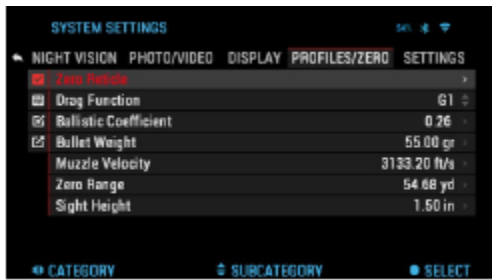 SYSTEM SETTINGS 54%
NIGHT VISION PHOTO/VIDEO DISPLAY PROFILES/ZERO SETTINGS
Zero Reticle
Drag Function G1
Ballistic Coefficient 0.26
Bullet Weight 55.00 gr
Muzzle Velocity 3133.20 ft/s
Zero Range 54.68 yd
Sight Height 1.50 in
CATEGORY SUBCATEGORY SELECT